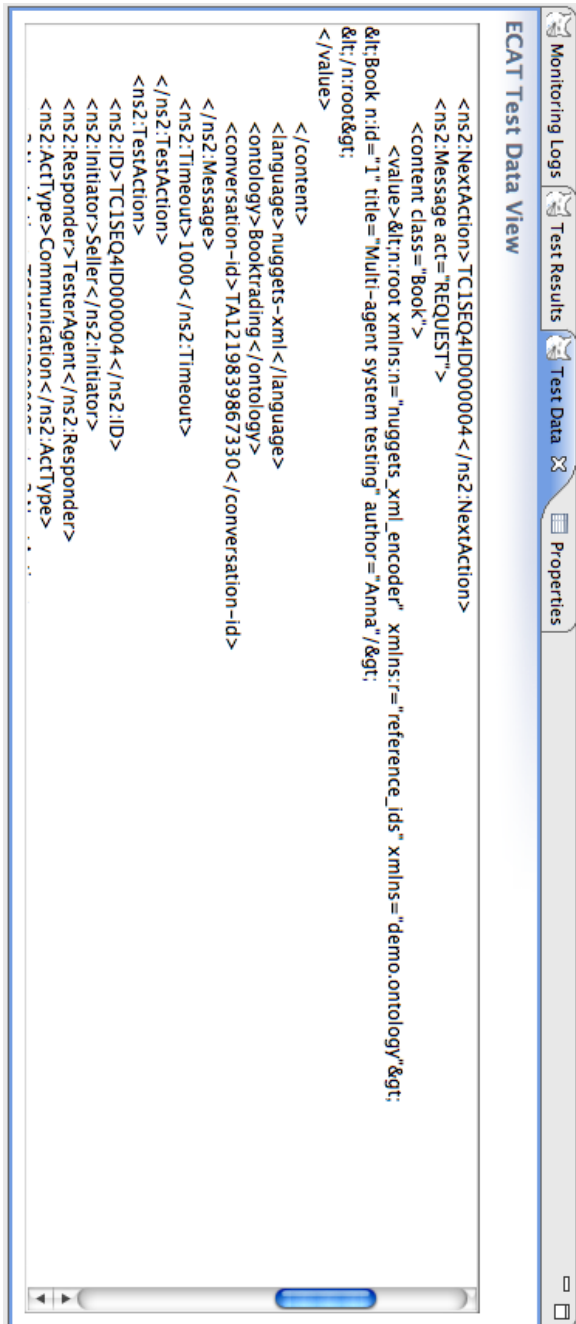 Monitoring Logs Test Results Test Data Properties
ECAT Test Data View
<ns2:NextAction>TC1SEQ4ID000004</ns2:NextAction>
<ns2:Message act="REQUEST">
<content class="Book">
<value>&lt;n:root xmlns:n="nuggets_xml_encoder" xmlns:r="reference_ids" xmlns="demo.ontology"&gt;
&lt;Book n:id="1" title="Multi-agent system testing" author="Anna"/&gt;
&lt;/n:root&gt;
</value>
</content>
<language>nuggets-xml</language>
<ontology>Booktrading</ontology>
<conversation-id>TA1219839867330</conversation-id>
</ns2:Message>
<ns2:Timeout>1000</ns2:Timeout>
</ns2:TestAction>
<ns2:TestAction>
<ns2:ID>TC1SEQ4ID000004</ns2:ID>
<ns2:Initiator>Seller</ns2:Initiator>
<ns2:Responder>TesterAgent</ns2:Responder>
<ns2:ActType>Communication</ns2:ActType>